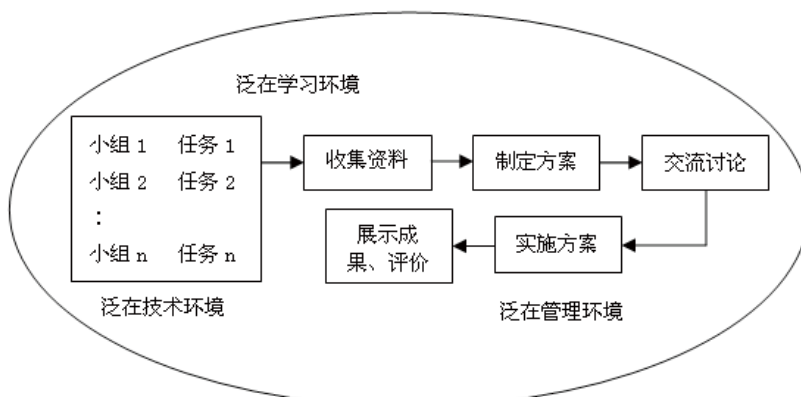 泛在学习环境
小组 1 任务 1
小组 2 任务 2
:
小组 n 任务 n
收集资料
制定方案
交流讨论
展示成
果、评价
实施方案
泛在技术环境
泛在管理环境